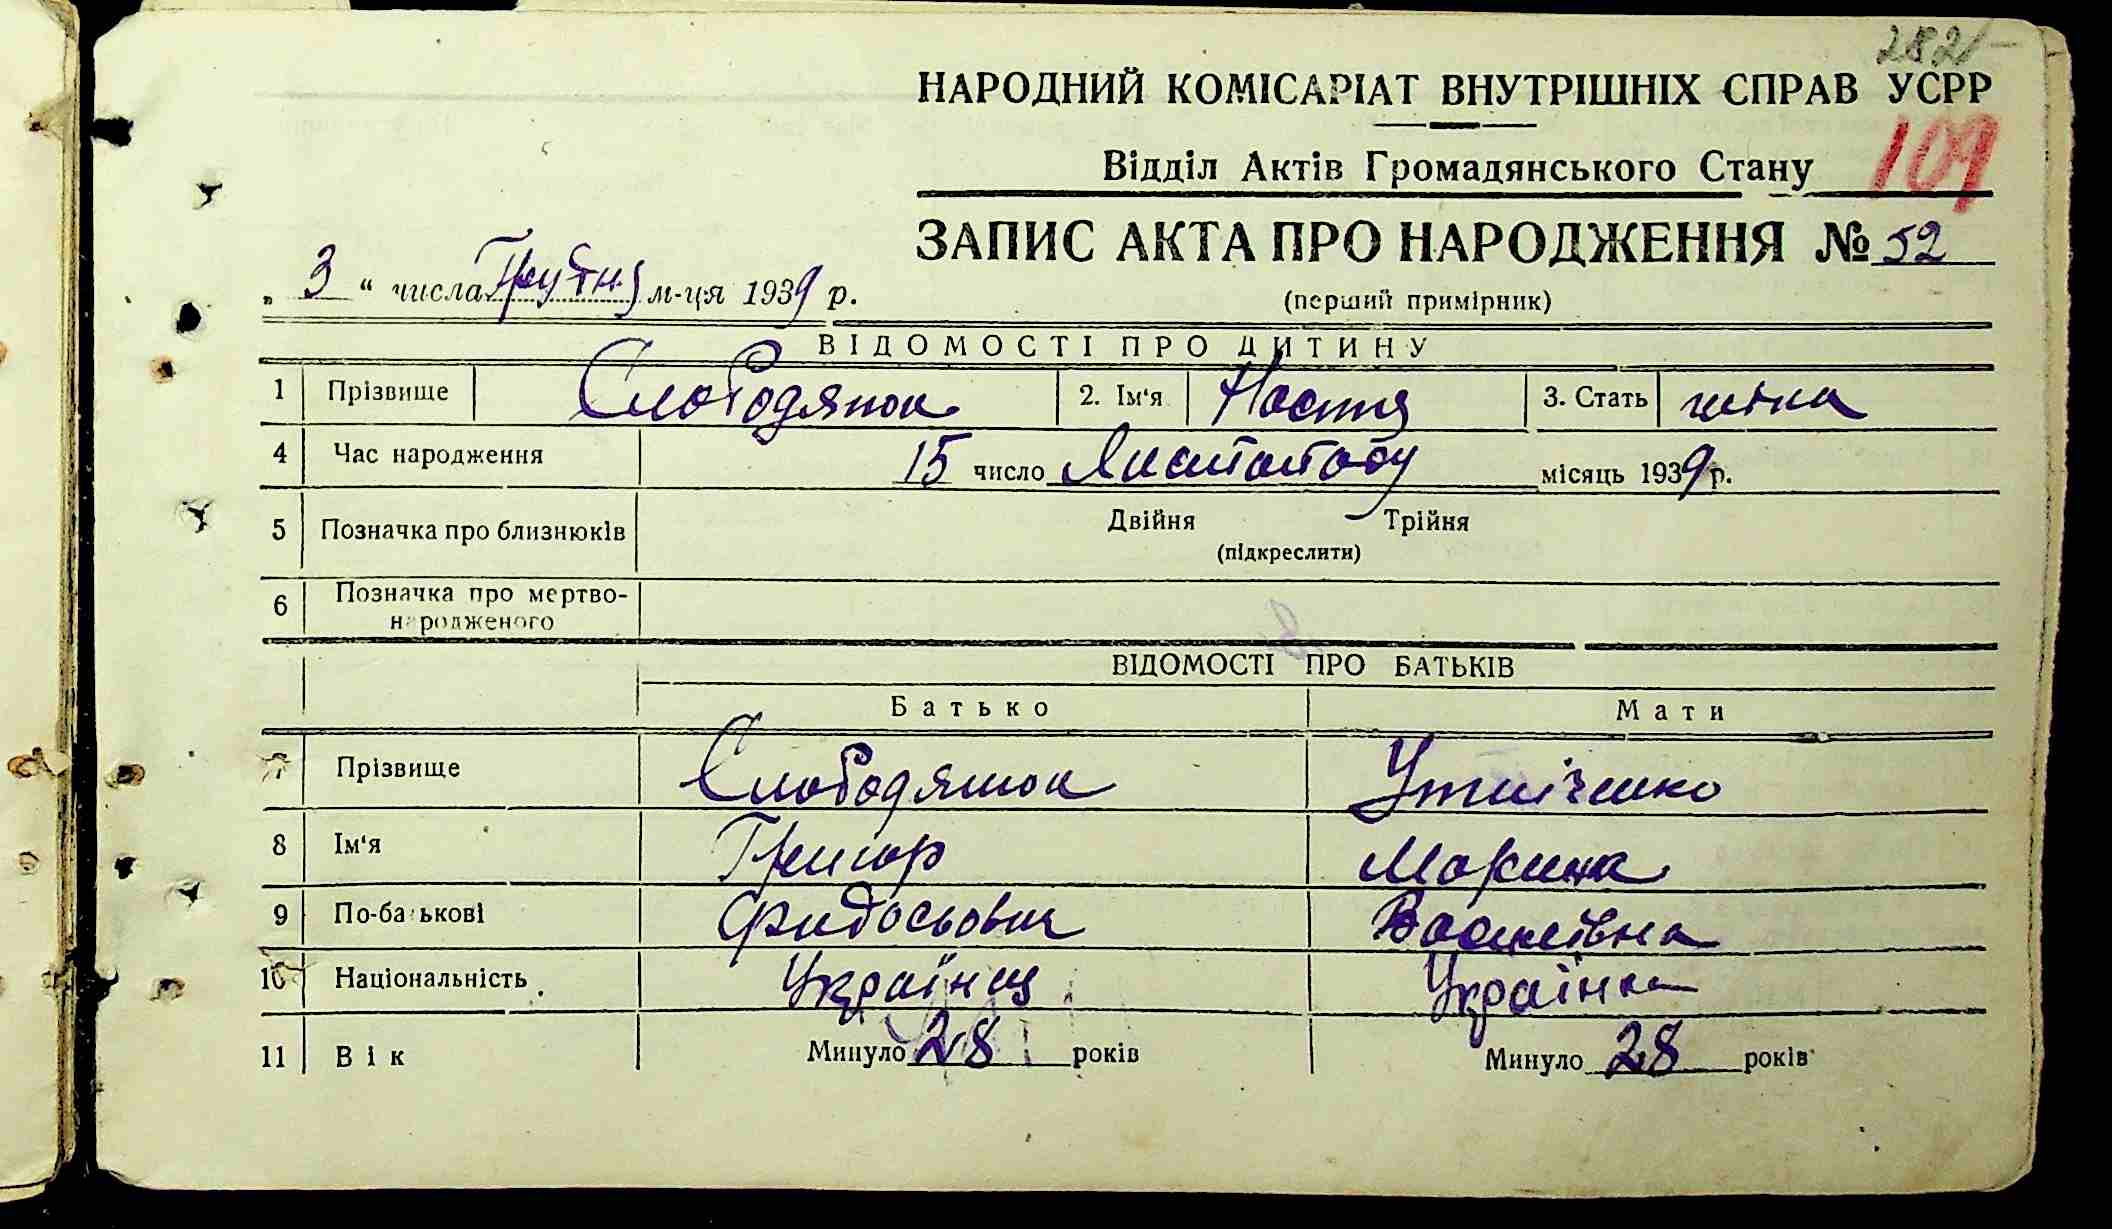 282
НАРОДНИЙ КОМІСАРІАТ ВНУТРІШНІХ СПРАВ УСРР
109
Відділ Актів Громадянського Стану
ЗАПИС АКТА ПРО НАРОДЖЕННЯ № 52
„ 3 “ числа Грудня м-ця 1939 р.
(перший примірник)
ВІДОМОСТІ ПРО ДИТИНУ
1 Прізвище Слободянюк 2. Ім‘я Настя 3. Стать жінка
4 Час народження 15 число Листопаду місяць 1939 р.
5 Позначка про близнюків Двійня Трійня
(підкреслити)
6 Позначка про мертво-
народженого
ВІДОМОСТІ ПРО БАТЬКІВ
Батько Мати
7 Прізвище Слободянюк
8 Ім‘я Григор Марина
9 По-батькові Фидосьович Василівна
10 Національність Українц Українка
11 Вік Минуло 28 років Минуло 28 років